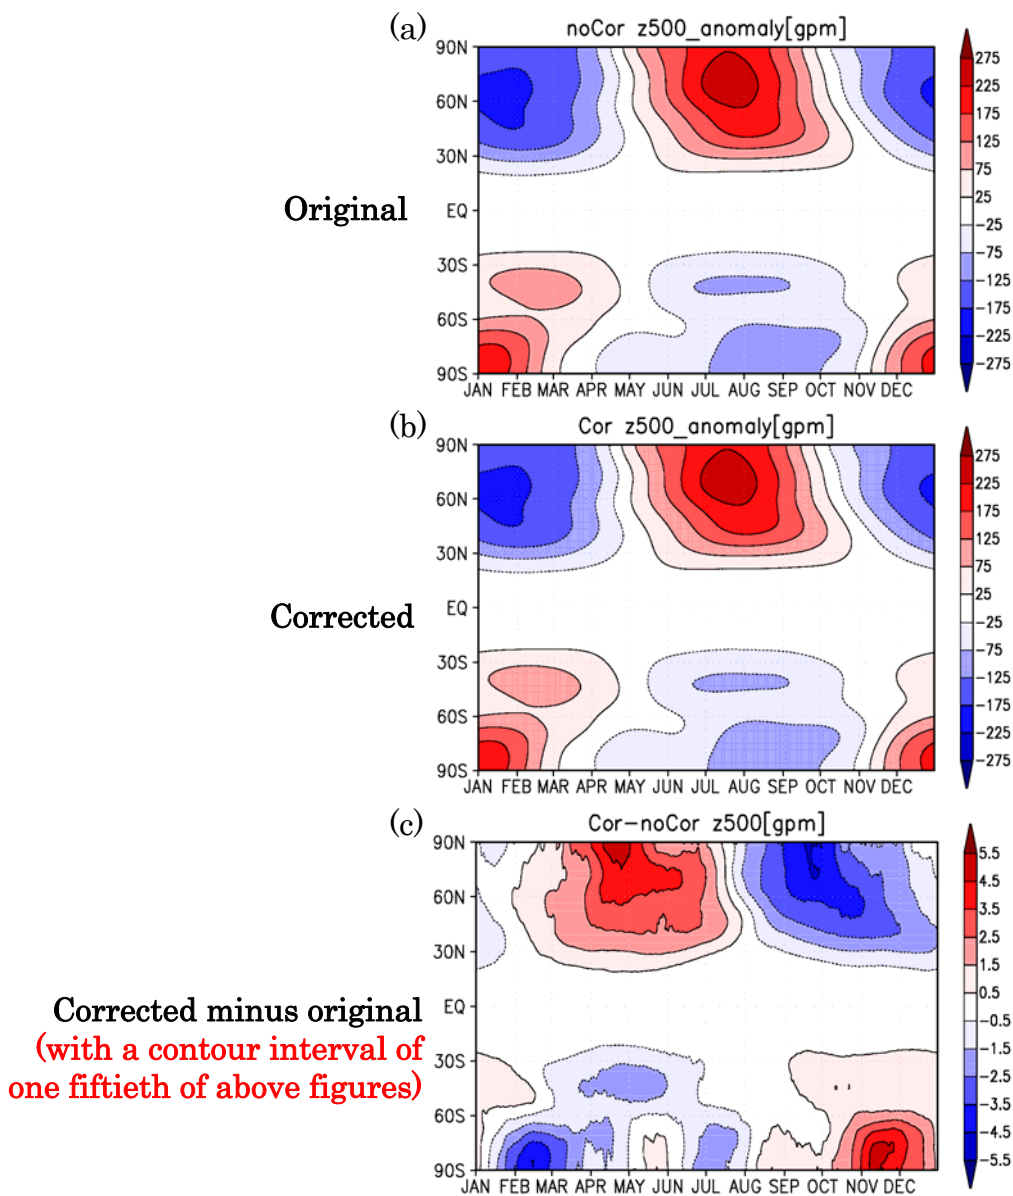 (a)
noCor z500_anomaly[gpm]
90N
60N
30N
EQ
30S
60S
90S
JAN FEB MAR APR MAY JUN JUL AUG SEP OCT NOV DEC
275
225
175
125
75
25
−25
−75
−125
−175
−225
−275
Original
(b)
Cor z500_anomaly[gpm]
90N
60N
30N
EQ
30S
60S
90S
JAN FEB MAR APR MAY JUN JUL AUG SEP OCT NOV DEC
275
225
175
125
75
25
−25
−75
−125
−175
−225
−275
Corrected
(c)
Cor−noCor z500[gpm]
90N
60N
30N
EQ
30S
60S
90S
JAN FEB MAR APR MAY JUN JUL AUG SEP OCT NOV DEC
5.5
4.5
3.5
2.5
1.5
0.5
−0.5
−1.5
−2.5
−3.5
−4.5
−5.5
Corrected minus original
(with a contour interval of
one fiftieth of above figures)